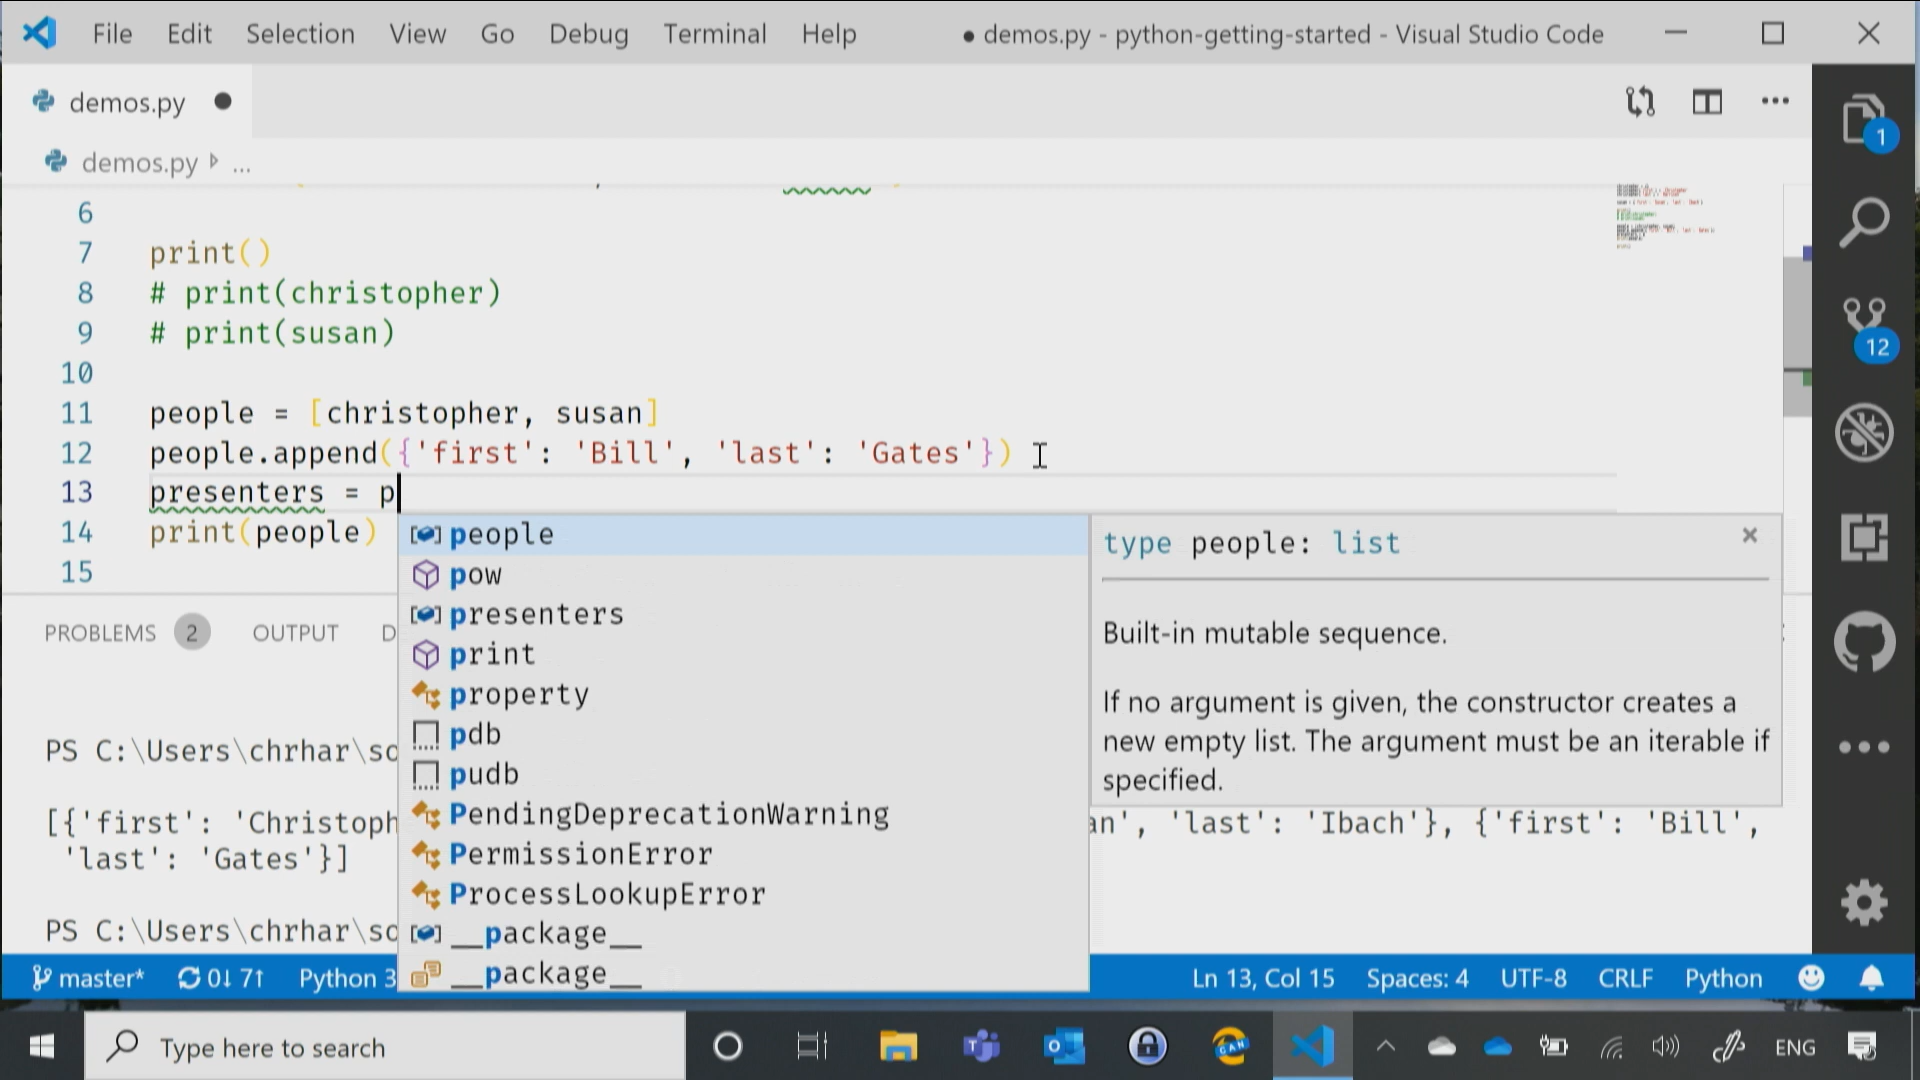 File Edit Selection View Go Debug Terminal Help ● demos.py - python-getting-started - Visual Studio Code
demos.py ●
demos.py ...
6
7 print()
8 # print(christopher)
9 # print(susan)
10
11 people = [christopher, susan]
12 people.append({'first': 'Bill', 'last': 'Gates'})
13 presenters = p
14 print(people)
15
people
pow
presenters
print
property
pdb
pudb
PendingDeprecationWarning
PermissionError
ProcessLookupError
__package__
__package__
type people: list
Built-in mutable sequence.
If no argument is given, the constructor creates a
new empty list. The argument must be an iterable if
specified.
PROBLEMS 2 OUTPUT D
PS C:\Users\chrhar\so
[{'first': 'Christoph an', 'last': 'Ibach'}, {'first': 'Bill',
'last': 'Gates'}]
PS C:\Users\chrhar\so
1
12
master* 0↓ 7↑ Python 3 Ln 13, Col 15 Spaces: 4 UTF-8 CRLF Python
Type here to search
CAN
ENG